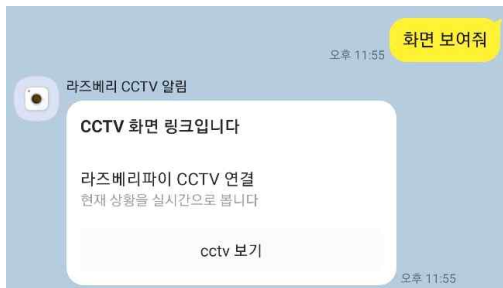 화면 보여줘
오후 11:55
라즈베리 CCTV 알림
CCTV 화면 링크입니다
라즈베리파이 CCTV 연결
현재 상황을 실시간으로 봅니다
cctv 보기
오후 11:55